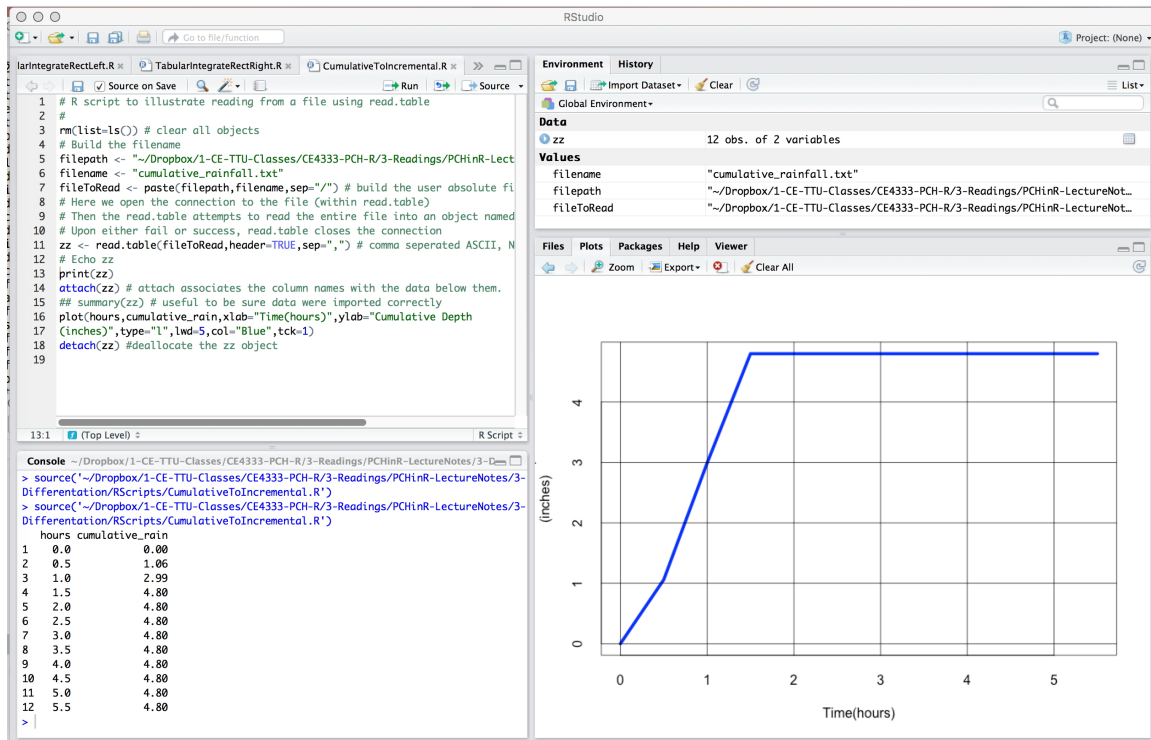 RStudio
Go to file/function
Project: (None)
larIntegrateRectLeft.R ×
TabularIntegrateRectRight.R ×
CumulativeToIncremental.R ×
Source on Save
Run
Source
1 # R script to illustrate reading from a file using read.table
2 #
3 rm(list=ls()) # clear all objects
4 # Build the filename
5 filepath <- "~/Dropbox/1-CE-TTU-Classes/CE4333-PCH-R/3-Readings/PCHinR-Lect
6 filename <- "cumulative_rainfall.txt"
7 fileToRead <- paste(filepath,filename,sep="/") # build the user absolute fi
8 # Here we open the connection to the file (within read.table)
9 # Then the read.table attempts to read the entire file into an object named
10 # Upon either fail or success, read.table closes the connection
11 zz <- read.table(fileToRead,header=TRUE,sep=",") # comma seperated ASCII, N
12 # Echo zz
13 print(zz)
14 attach(zz) # attach associates the column names with the data below them.
15 ## summary(zz) # useful to be sure data were imported correctly
16 plot(hours,cumulative_rain,xlab="Time(hours)",ylab="Cumulative Depth
17 (inches)",type="l",lwd=5,col="Blue",tck=1)
18 detach(zz) #deallocate the zz object
19
13:1 (Top Level)
R Script
Console ~/Dropbox/1-CE-TTU-Classes/CE4333-PCH-R/3-Readings/PCHinR-LectureNotes/3-D
> source('~/Dropbox/1-CE-TTU-Classes/CE4333-PCH-R/3-Readings/PCHinR-LectureNotes/3-
Differentation/RScripts/CumulativeToIncremental.R')
> source('~/Dropbox/1-CE-TTU-Classes/CE4333-PCH-R/3-Readings/PCHinR-LectureNotes/3-
Differentation/RScripts/CumulativeToIncremental.R')
hours cumulative_rain
1 0.0 0.00
2 0.5 1.06
3 1.0 2.99
4 1.5 4.80
5 2.0 4.80
6 2.5 4.80
7 3.0 4.80
8 3.5 4.80
9 4.0 4.80
10 4.5 4.80
11 5.0 4.80
12 5.5 4.80
>
Environment History
Import Dataset Clear
List
Global Environment
Data
zz 12 obs. of 2 variables
Values
filename "cumulative_rainfall.txt"
filepath "~/Dropbox/1-CE-TTU-Classes/CE4333-PCH-R/3-Readings/PCHinR-LectureNot…
fileToRead "~/Dropbox/1-CE-TTU-Classes/CE4333-PCH-R/3-Readings/PCHinR-LectureNot…
Files Plots Packages Help Viewer
Zoom Export Clear All
(inches)
4
3
2
1
0
0 1 2 3 4 5
Time(hours)